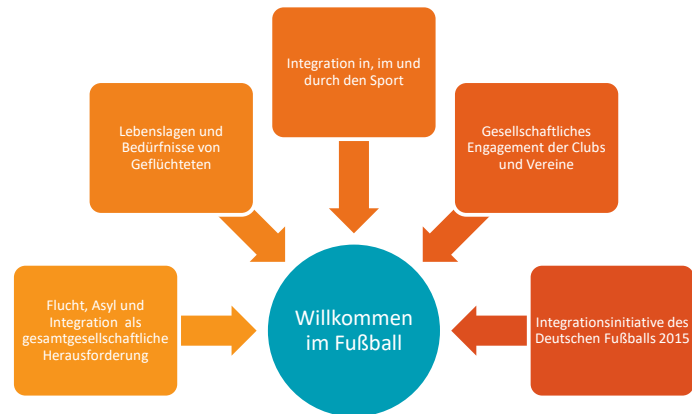 Integration in, im und
durch den Sport
Lebenslagen und
Bedürfnisse von
Geflüchteten
Gesellschaftliches
Engagement der Clubs
und Vereine
Flucht, Asyl und
Integration als
gesamtgesellschaftliche
Herausforderung
Willkommen
im Fußball
Integrationsinitiative des
Deutschen Fußballs 2015